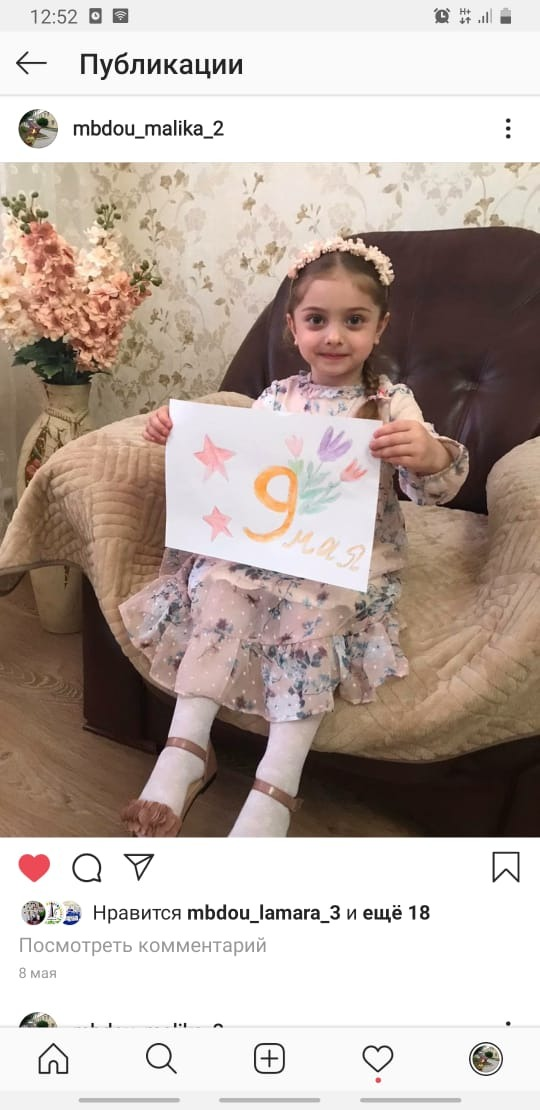 12:52
Публикации
mbdou_malika_2
9
мая
Нравится mbdou_lamara_3 и ещё 18
Посмотреть комментарий
8 мая